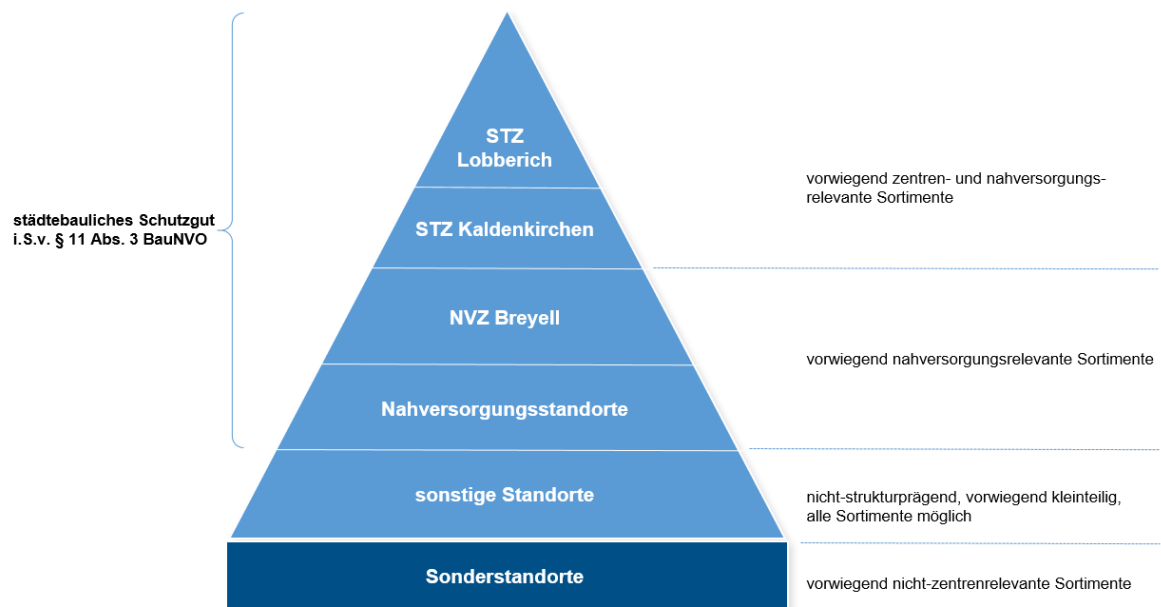 STZ
Lobberich
vorwiegend zentren- und nahversorgungs-
relevante Sortimente
städtebauliches Schutzgut
i.S.v. § 11 Abs. 3 BauNVO
STZ Kaldenkirchen
NVZ Breyell
vorwiegend nahversorgungsrelevante Sortimente
Nahversorgungsstandorte
sonstige Standorte
nicht-strukturprägend, vorwiegend kleinteilig,
alle Sortimente möglich
Sonderstandorte
vorwiegend nicht-zentrenrelevante Sortimente